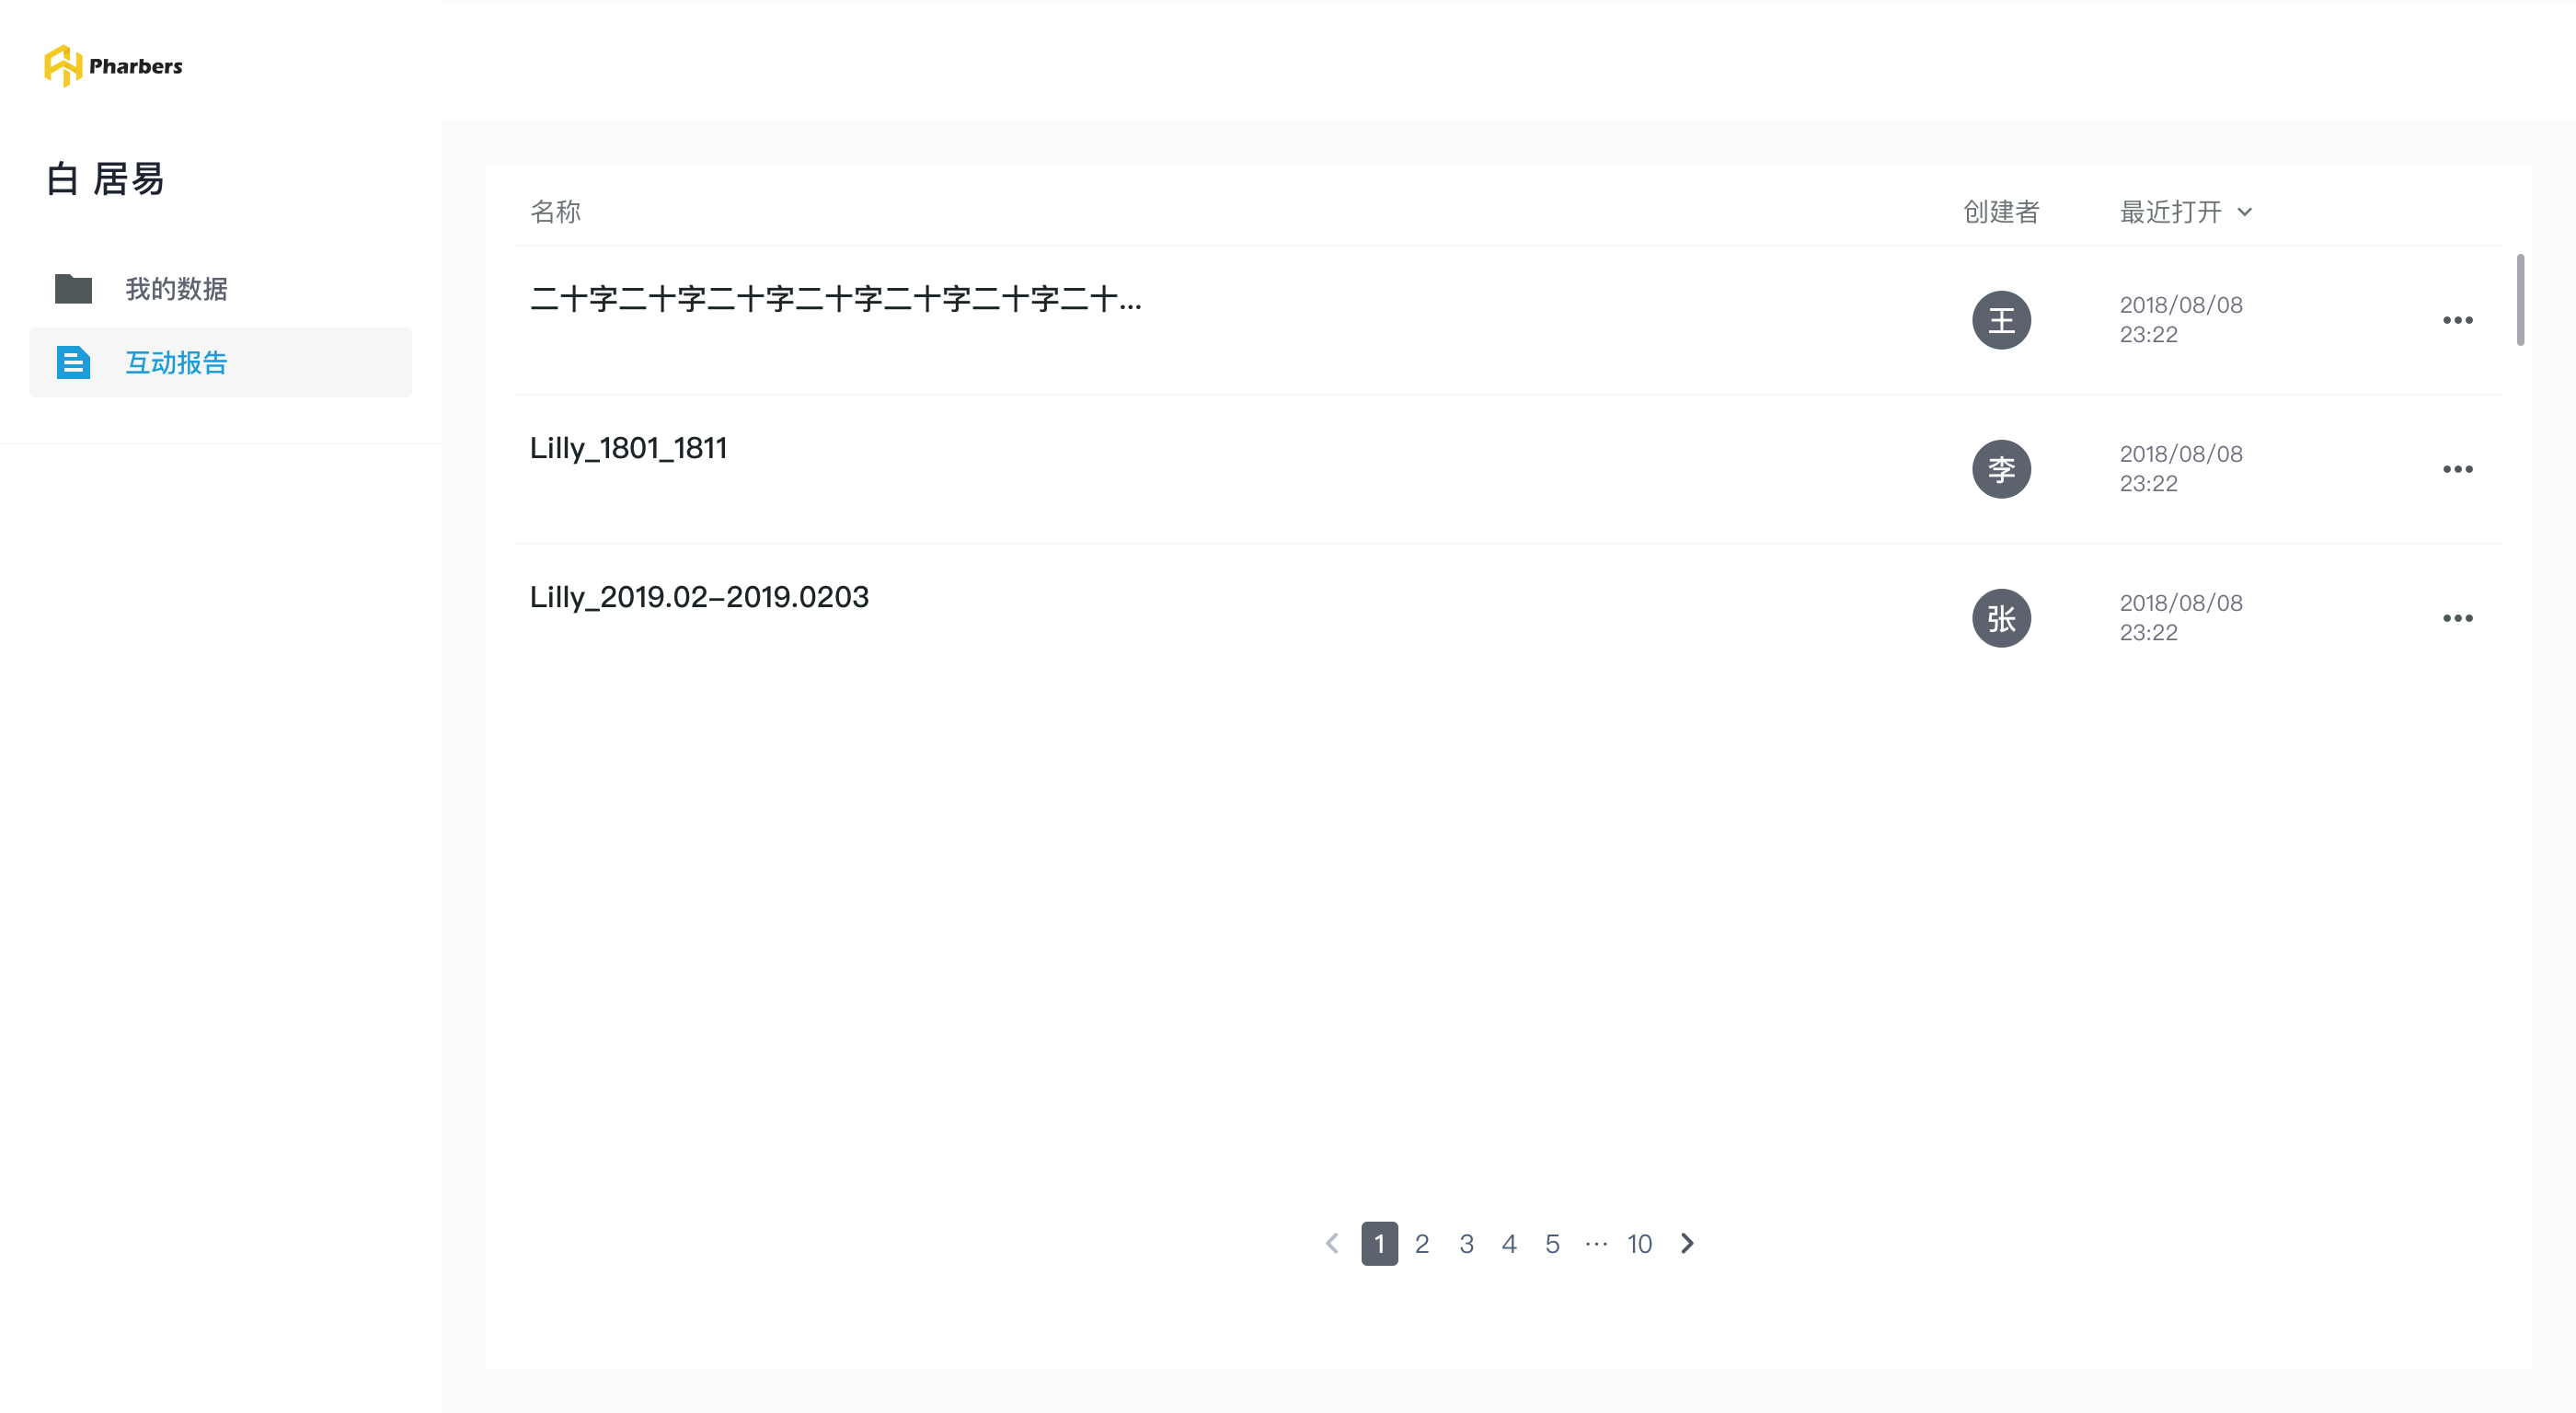 Pharbers
白 居易
我的数据
互动报告
名称 创建者 最近打开
二十字二十字二十字二十字二十字二十字二十...
王
2018/08/08
23:22
Lilly_1801_1811
李
2018/08/08
23:22
Lilly_2019.02–2019.0203
张
2018/08/08
23:22
1 2 3 4 5 ··· 10